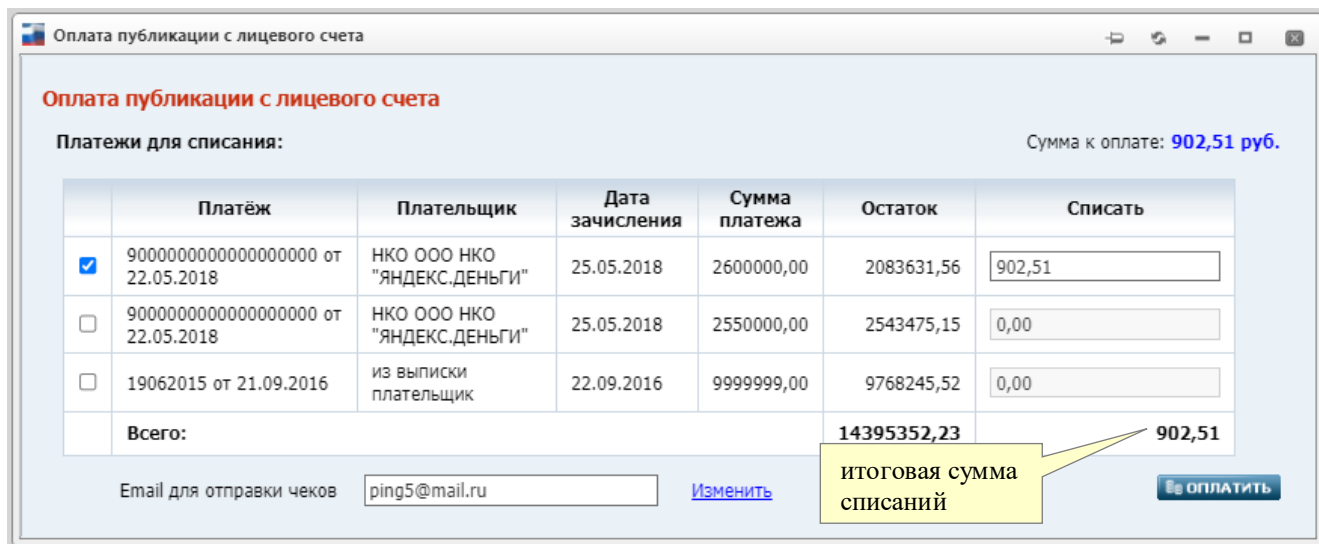 Оплата публикации с лицевого счета
Оплата публикации с лицевого счета
Платежи для списания:
Сумма к оплате: 902,51 руб.
Платёж
Плательщик
Дата
зачисления
Сумма
платежа
Остаток
Списать
9000000000000000000 от
22.05.2018
НКО ООО НКО
"ЯНДЕКС.ДЕНЬГИ"
25.05.2018
2600000,00
2083631,56
902,51
9000000000000000000 от
22.05.2018
НКО ООО НКО
"ЯНДЕКС.ДЕНЬГИ"
25.05.2018
2550000,00
2543475,15
0,00
19062015 от 21.09.2016
из выписки
плательщик
22.09.2016
9999999,00
9768245,52
0,00
Всего:
14395352,23
902,51
Email для отправки чеков
ping5@mail.ru
Изменить
итоговая сумма
списаний
ОПЛАТИТЬ